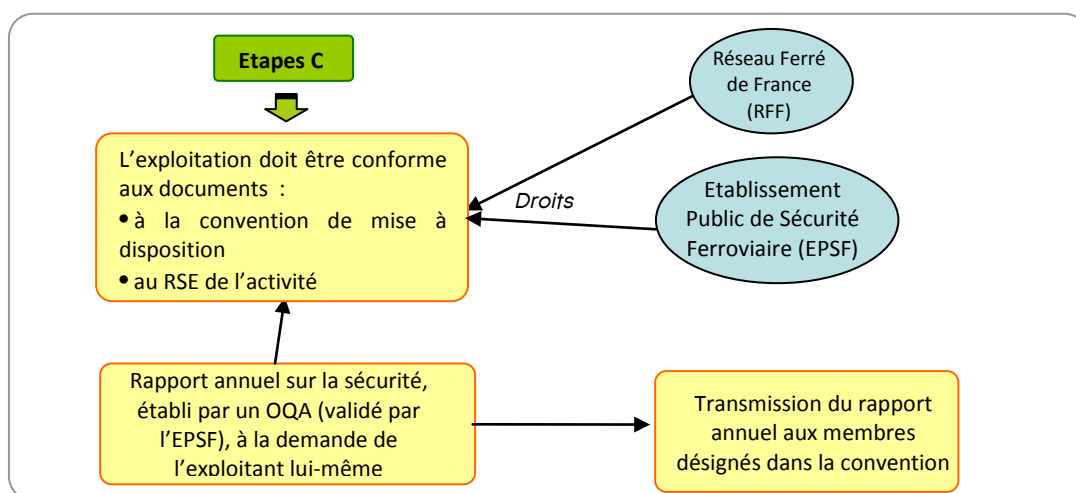 Etapes C
Réseau Ferré
de France
(RFF)
L'exploitation doit être conforme
aux documents :
• à la convention de mise à
disposition
• au RSE de l'activité
Droits
Etablissement
Public de Sécurité
Ferroviaire (EPSF)
Rapport annuel sur la sécurité,
établi par un OQA (validé par
l'EPSF), à la demande de
l'exploitant lui-même
Transmission du rapport
annuel aux membres
désignés dans la convention